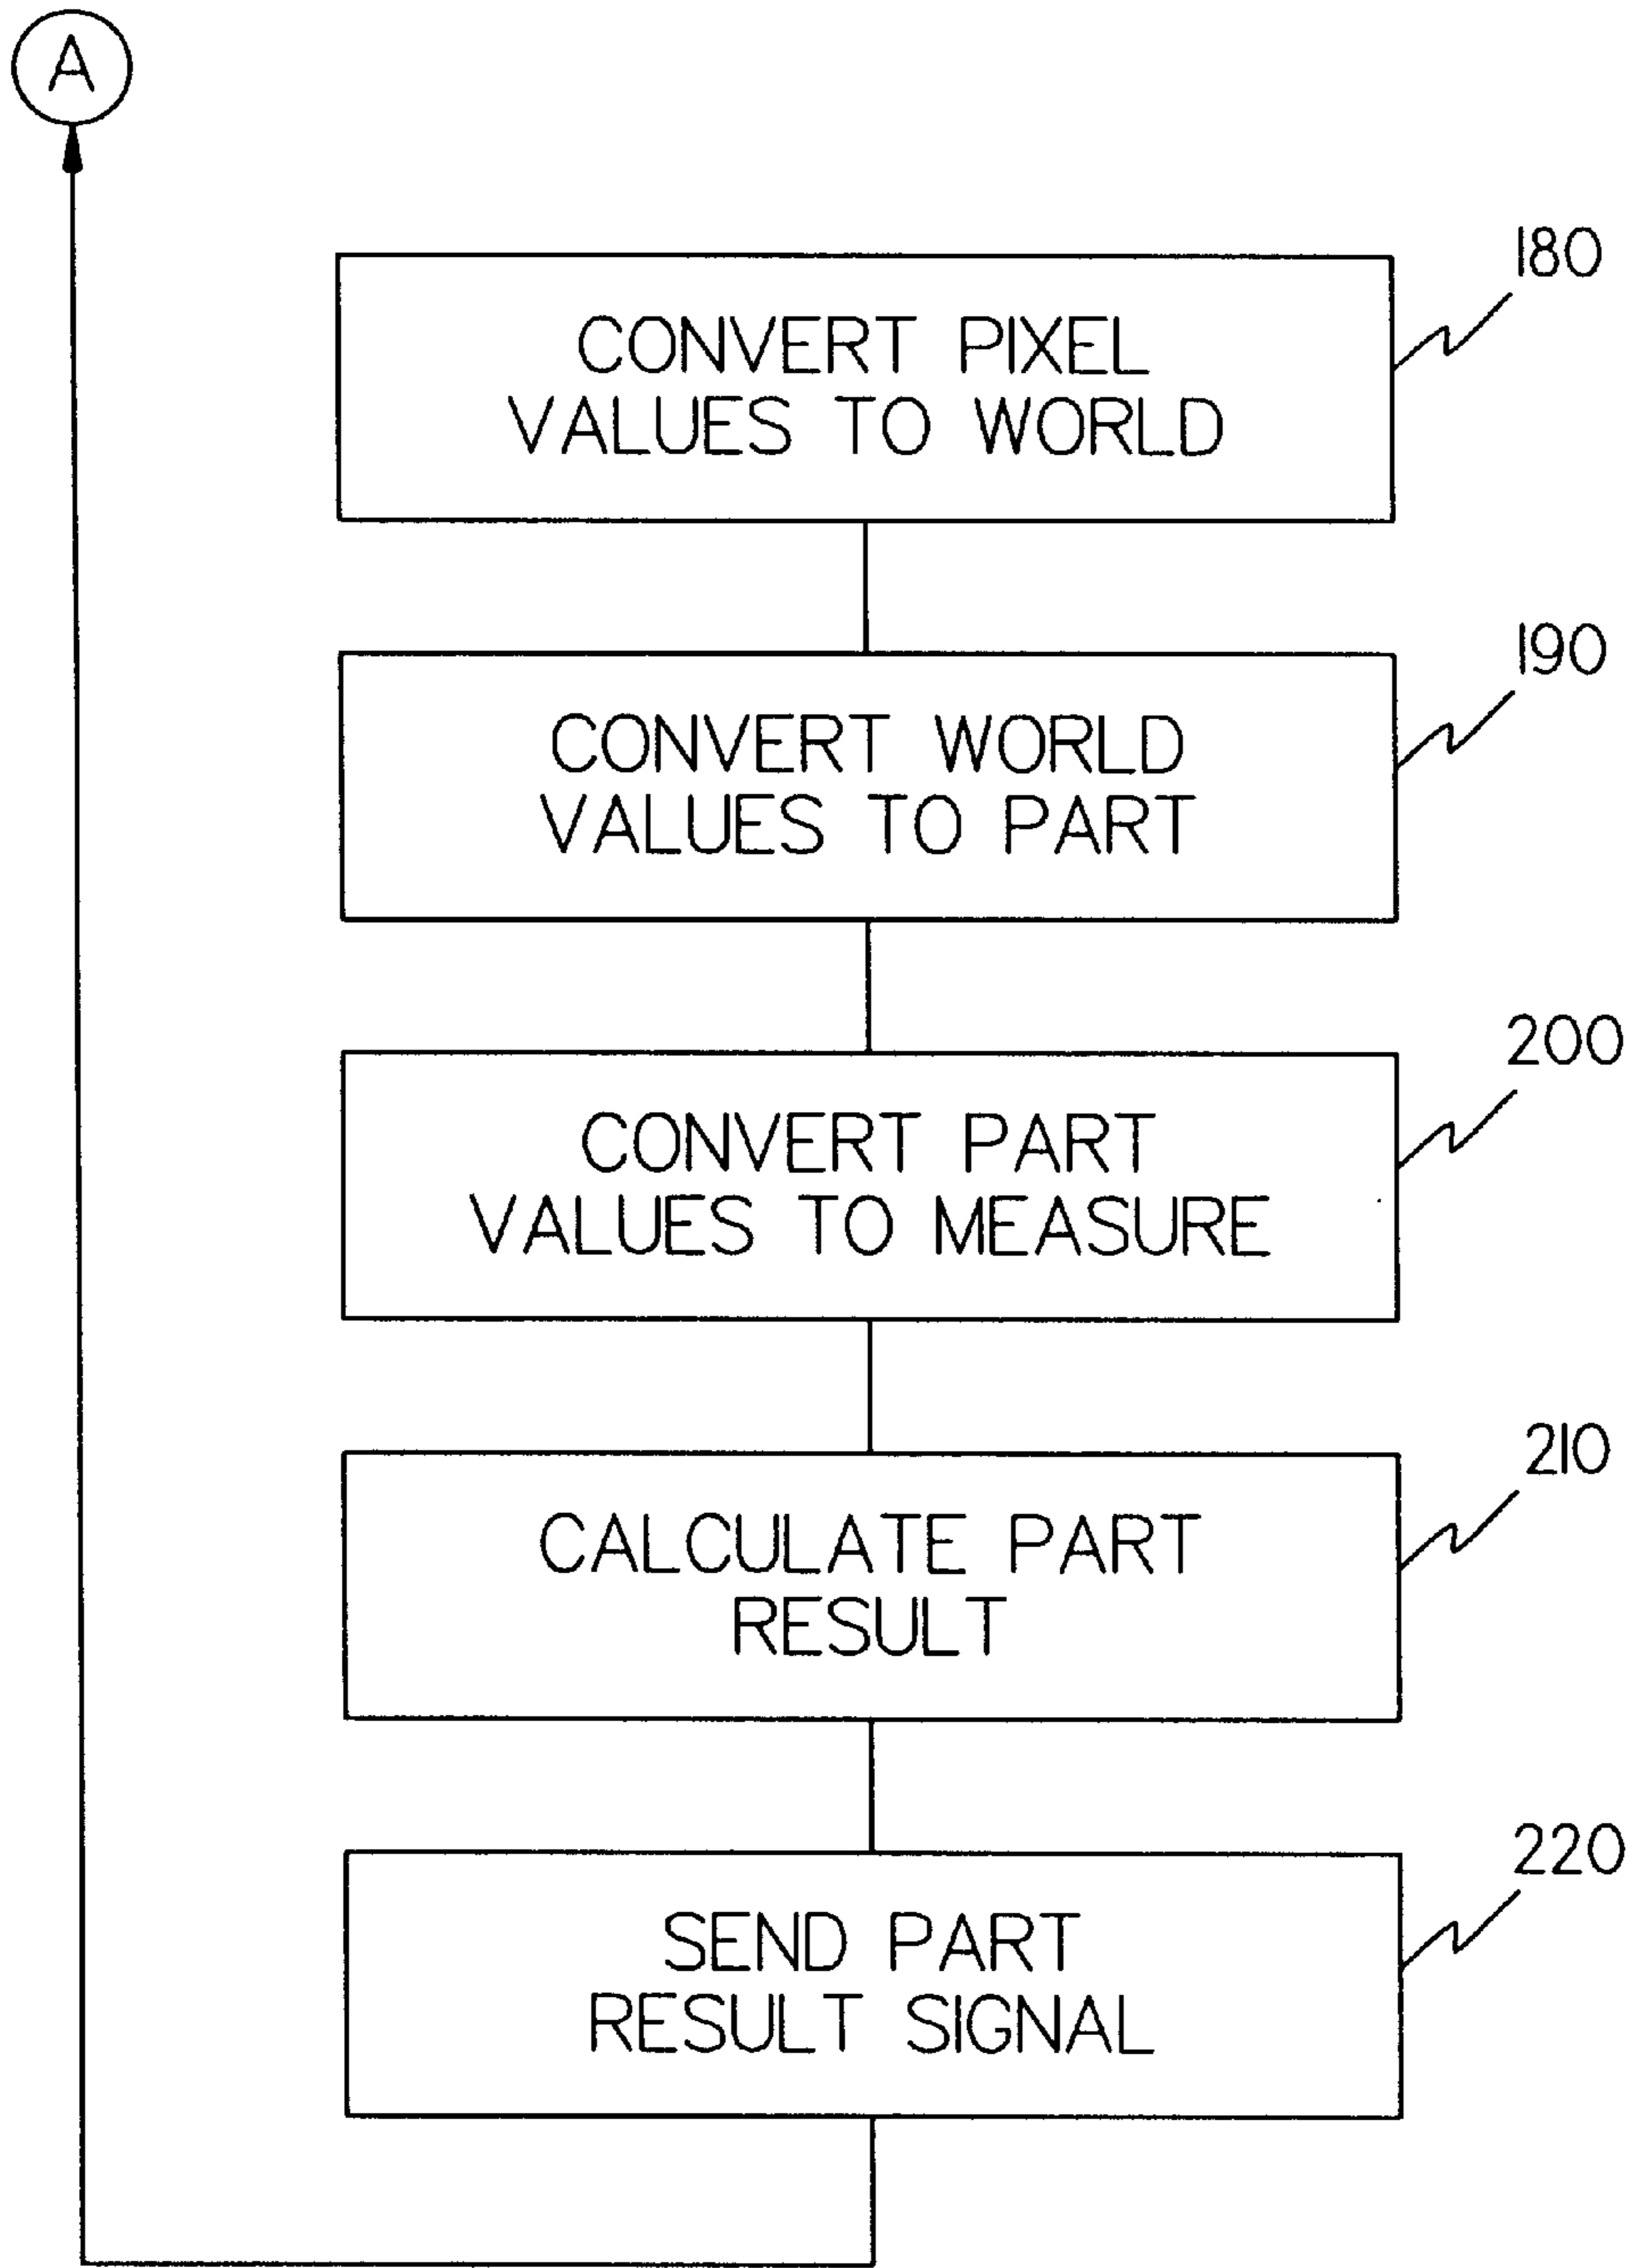 A
180
CONVERT PIXEL
VALUES TO WORLD
190
CONVERT WORLD
VALUES TO PART
200
CONVERT PART
VALUES TO MEASURE
210
CALCULATE PART
RESULT
220
SEND PART
RESULT SIGNAL